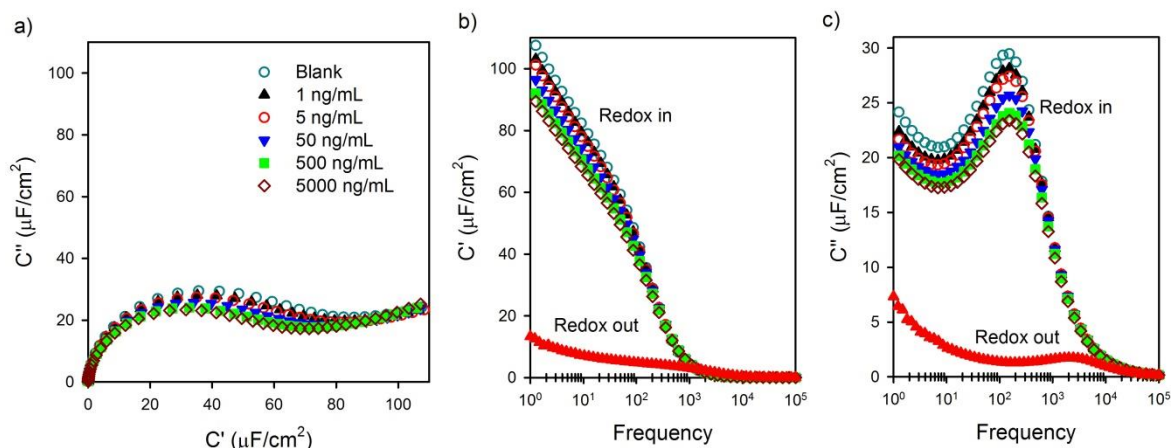 a)
C'' (μF/cm²)
100
80
60
40
20
0
Blank
1 ng/mL
5 ng/mL
50 ng/mL
500 ng/mL
5000 ng/mL
0 20 40 60 80 100
C' (μF/cm²)
b)
C' (μF/cm²)
100
80
60
40
20
0
Redox in
Redox out
10⁰ 10¹ 10² 10³ 10⁴ 10⁵
Frequency
c)
C'' (μF/cm²)
30
25
20
15
10
5
0
Redox in
Redox out
10⁰ 10¹ 10² 10³ 10⁴ 10⁵
Frequency